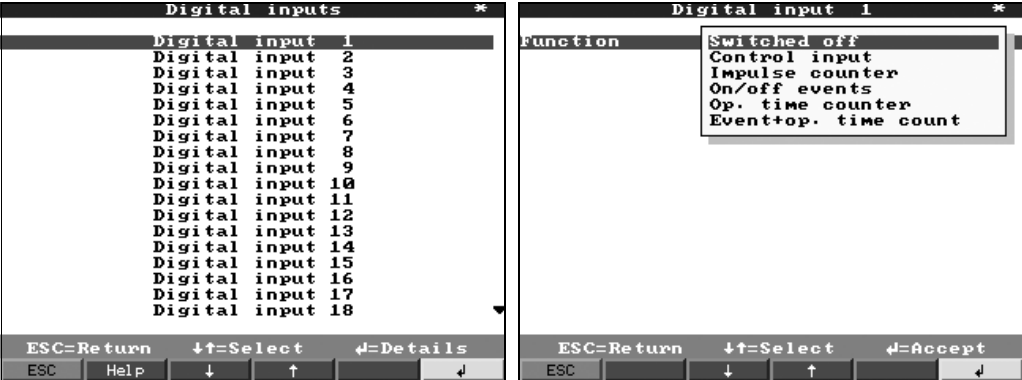 Digital inputs *
Digital input 1
Digital input 2
Digital input 3
Digital input 4
Digital input 5
Digital input 6
Digital input 7
Digital input 8
Digital input 9
Digital input 10
Digital input 11
Digital input 12
Digital input 13
Digital input 14
Digital input 15
Digital input 16
Digital input 17
Digital input 18
ESC=Return ↓↑=Select ↵=Details
ESC Help ↓ ↑ ↵
Digital input 1 *
Function Switched off
Control input
Impulse counter
On/off events
Op. time counter
Event+op. time count
ESC=Return ↓↑=Select ↵=Accept
ESC ↓ ↑ ↵